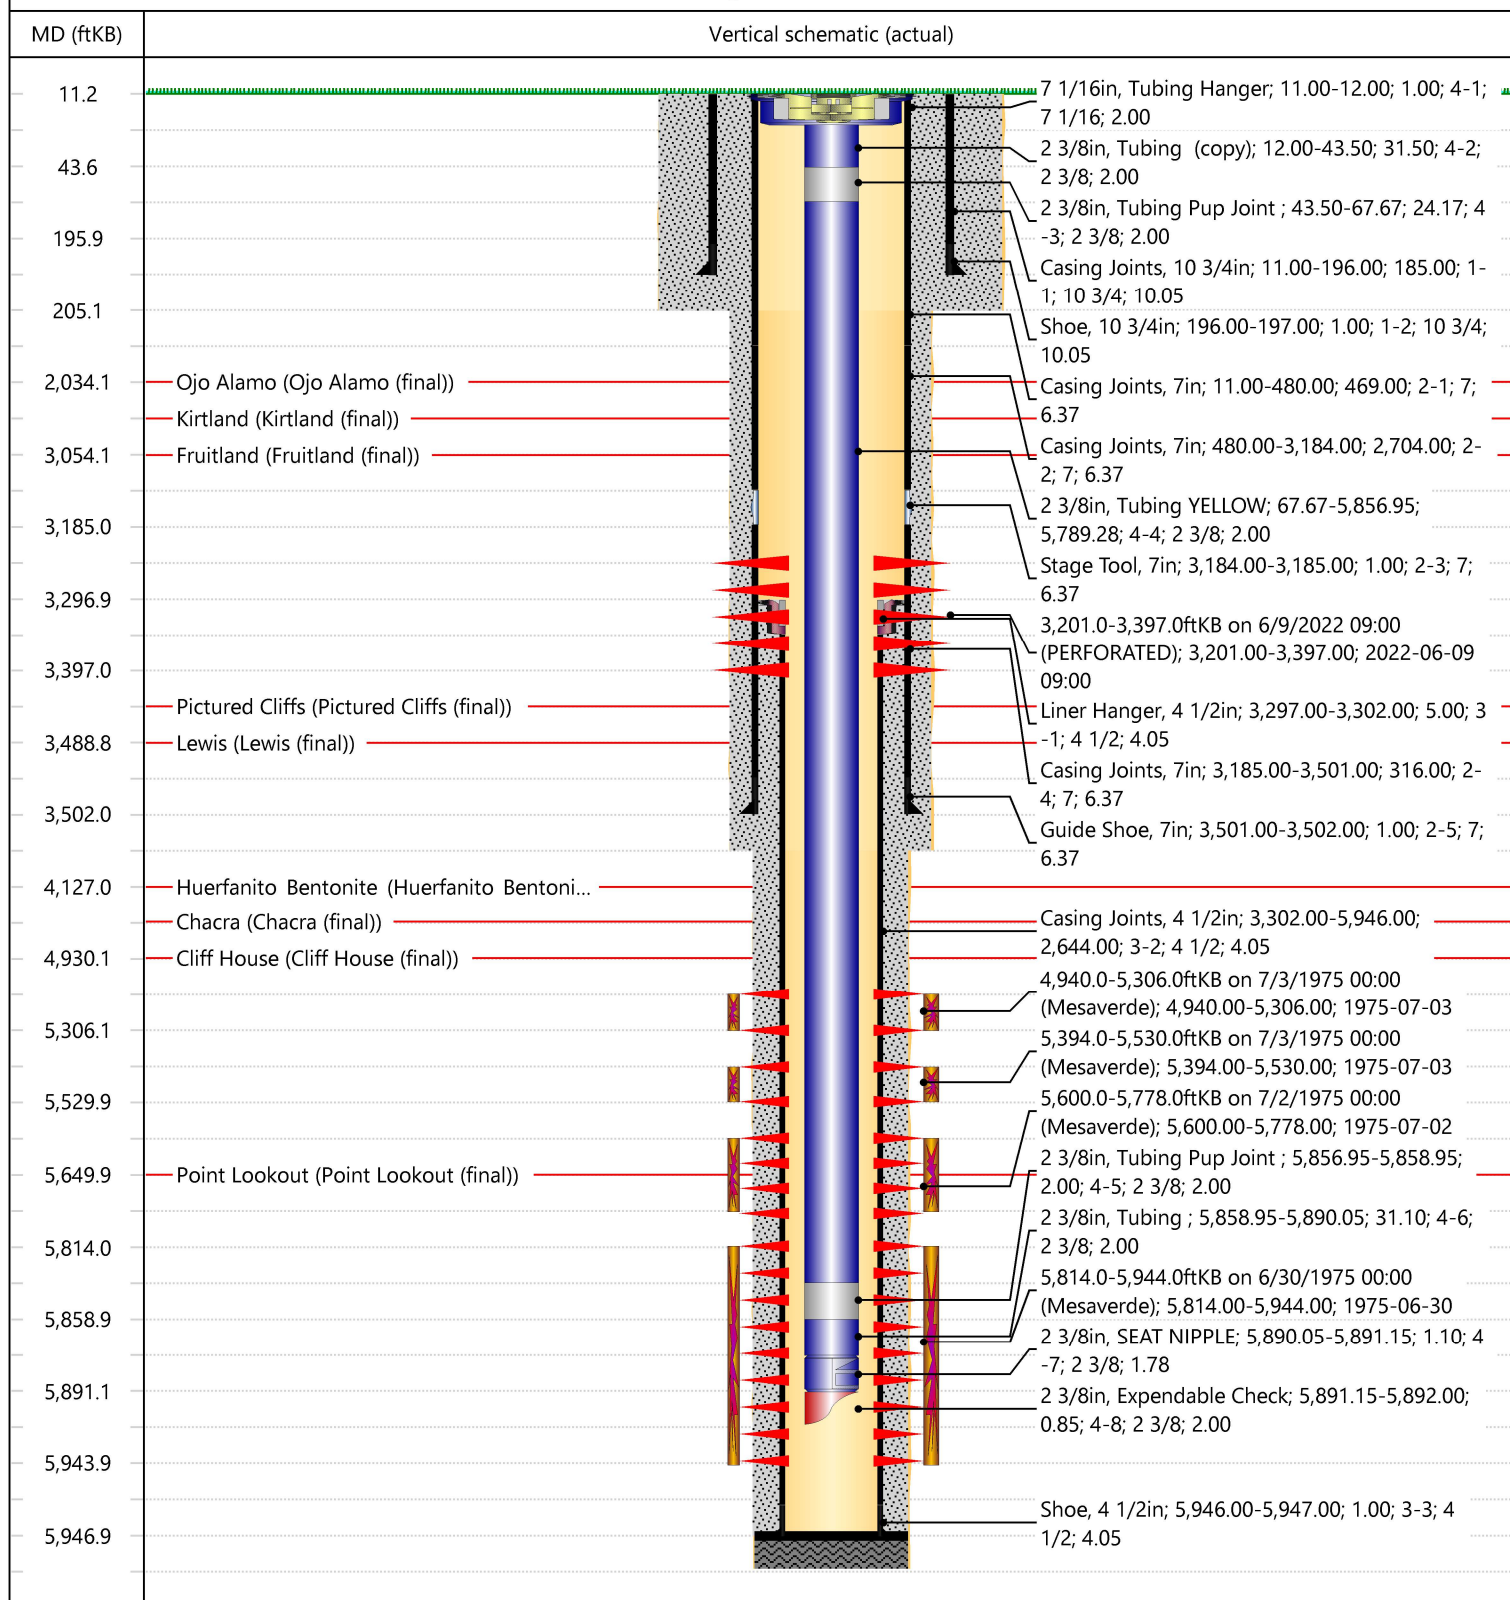 MD (ftKB)
Vertical schematic (actual)
11.2
43.6
195.9
205.1
2,034.1
3,054.1
3,185.0
3,296.9
3,397.0
3,488.8
3,502.0
4,127.0
4,930.1
5,306.1
5,529.9
5,649.9
5,814.0
5,858.9
5,891.1
5,943.9
5,946.9
Ojo Alamo (Ojo Alamo (final))
Kirtland (Kirtland (final))
Fruitland (Fruitland (final))
Pictured Cliffs (Pictured Cliffs (final))
Lewis (Lewis (final))
Huerfanito Bentonite (Huerfanito Bentoni...
Chacra (Chacra (final))
Cliff House (Cliff House (final))
Point Lookout (Point Lookout (final))
7 1/16in, Tubing Hanger; 11.00-12.00; 1.00; 4-1;
7 1/16; 2.00
2 3/8in, Tubing (copy); 12.00-43.50; 31.50; 4-2;
2 3/8; 2.00
2 3/8in, Tubing Pup Joint ; 43.50-67.67; 24.17; 4
-3; 2 3/8; 2.00
Casing Joints, 10 3/4in; 11.00-196.00; 185.00; 1-
1; 10 3/4; 10.05
Shoe, 10 3/4in; 196.00-197.00; 1.00; 1-2; 10 3/4;
10.05
Casing Joints, 7in; 11.00-480.00; 469.00; 2-1; 7;
6.37
Casing Joints, 7in; 480.00-3,184.00; 2,704.00; 2-
2; 7; 6.37
2 3/8in, Tubing YELLOW; 67.67-5,856.95;
5,789.28; 4-4; 2 3/8; 2.00
Stage Tool, 7in; 3,184.00-3,185.00; 1.00; 2-3; 7;
6.37
3,201.0-3,397.0ftKB on 6/9/2022 09:00
(PERFORATED); 3,201.00-3,397.00; 2022-06-09
09:00
Liner Hanger, 4 1/2in; 3,297.00-3,302.00; 5.00; 3
-1; 4 1/2; 4.05
Casing Joints, 7in; 3,185.00-3,501.00; 316.00; 2-
4; 7; 6.37
Guide Shoe, 7in; 3,501.00-3,502.00; 1.00; 2-5; 7;
6.37
Casing Joints, 4 1/2in; 3,302.00-5,946.00;
2,644.00; 3-2; 4 1/2; 4.05
4,940.0-5,306.0ftKB on 7/3/1975 00:00
(Mesaverde); 4,940.00-5,306.00; 1975-07-03
5,394.0-5,530.0ftKB on 7/3/1975 00:00
(Mesaverde); 5,394.00-5,530.00; 1975-07-03
5,600.0-5,778.0ftKB on 7/2/1975 00:00
(Mesaverde); 5,600.00-5,778.00; 1975-07-02
2 3/8in, Tubing Pup Joint ; 5,856.95-5,858.95;
2.00; 4-5; 2 3/8; 2.00
2 3/8in, Tubing ; 5,858.95-5,890.05; 31.10; 4-6;
2 3/8; 2.00
5,814.0-5,944.0ftKB on 6/30/1975 00:00
(Mesaverde); 5,814.00-5,944.00; 1975-06-30
2 3/8in, SEAT NIPPLE; 5,890.05-5,891.15; 1.10; 4
-7; 2 3/8; 1.78
2 3/8in, Expendable Check; 5,891.15-5,892.00;
0.85; 4-8; 2 3/8; 2.00
Shoe, 4 1/2in; 5,946.00-5,947.00; 1.00; 3-3; 4
1/2; 4.05